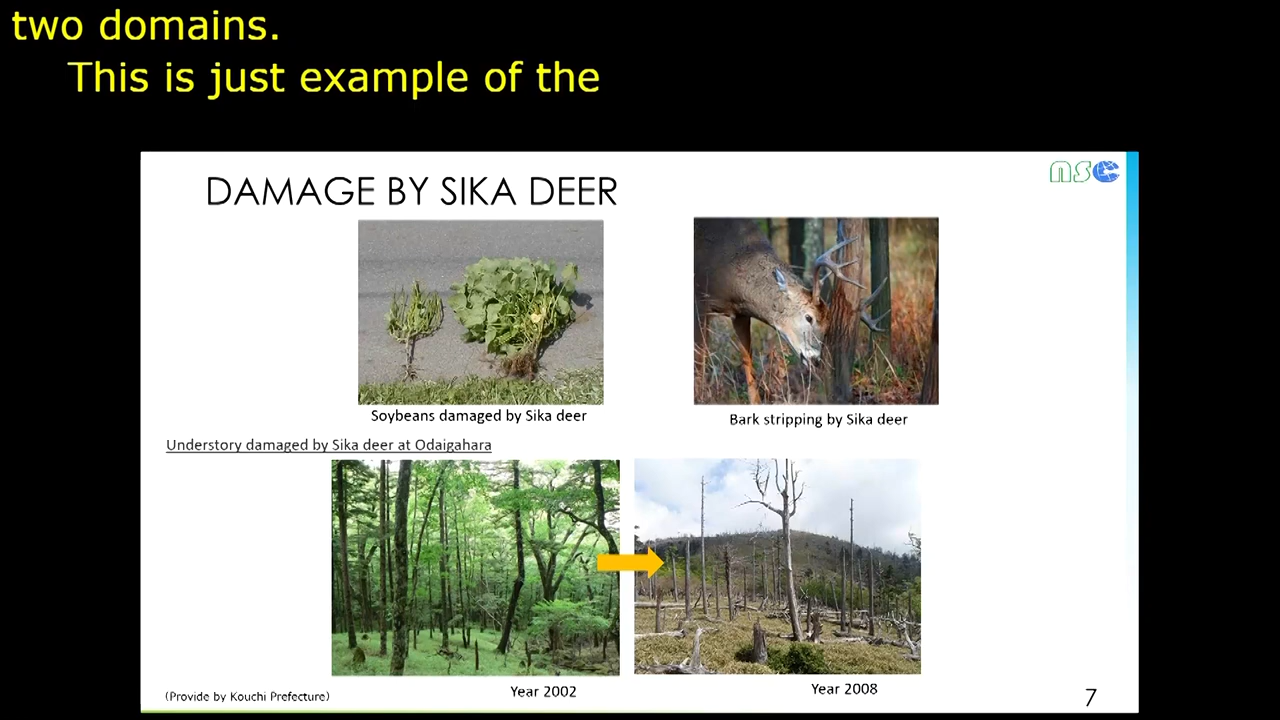 two domains.
This is just example of the
nsc
DAMAGE BY SIKA DEER
Soybeans damaged by Sika deer
Bark stripping by Sika deer
Understory damaged by Sika deer at Odaigahara
Year 2002
Year 2008
(Provide by Kouchi Prefecture)
7